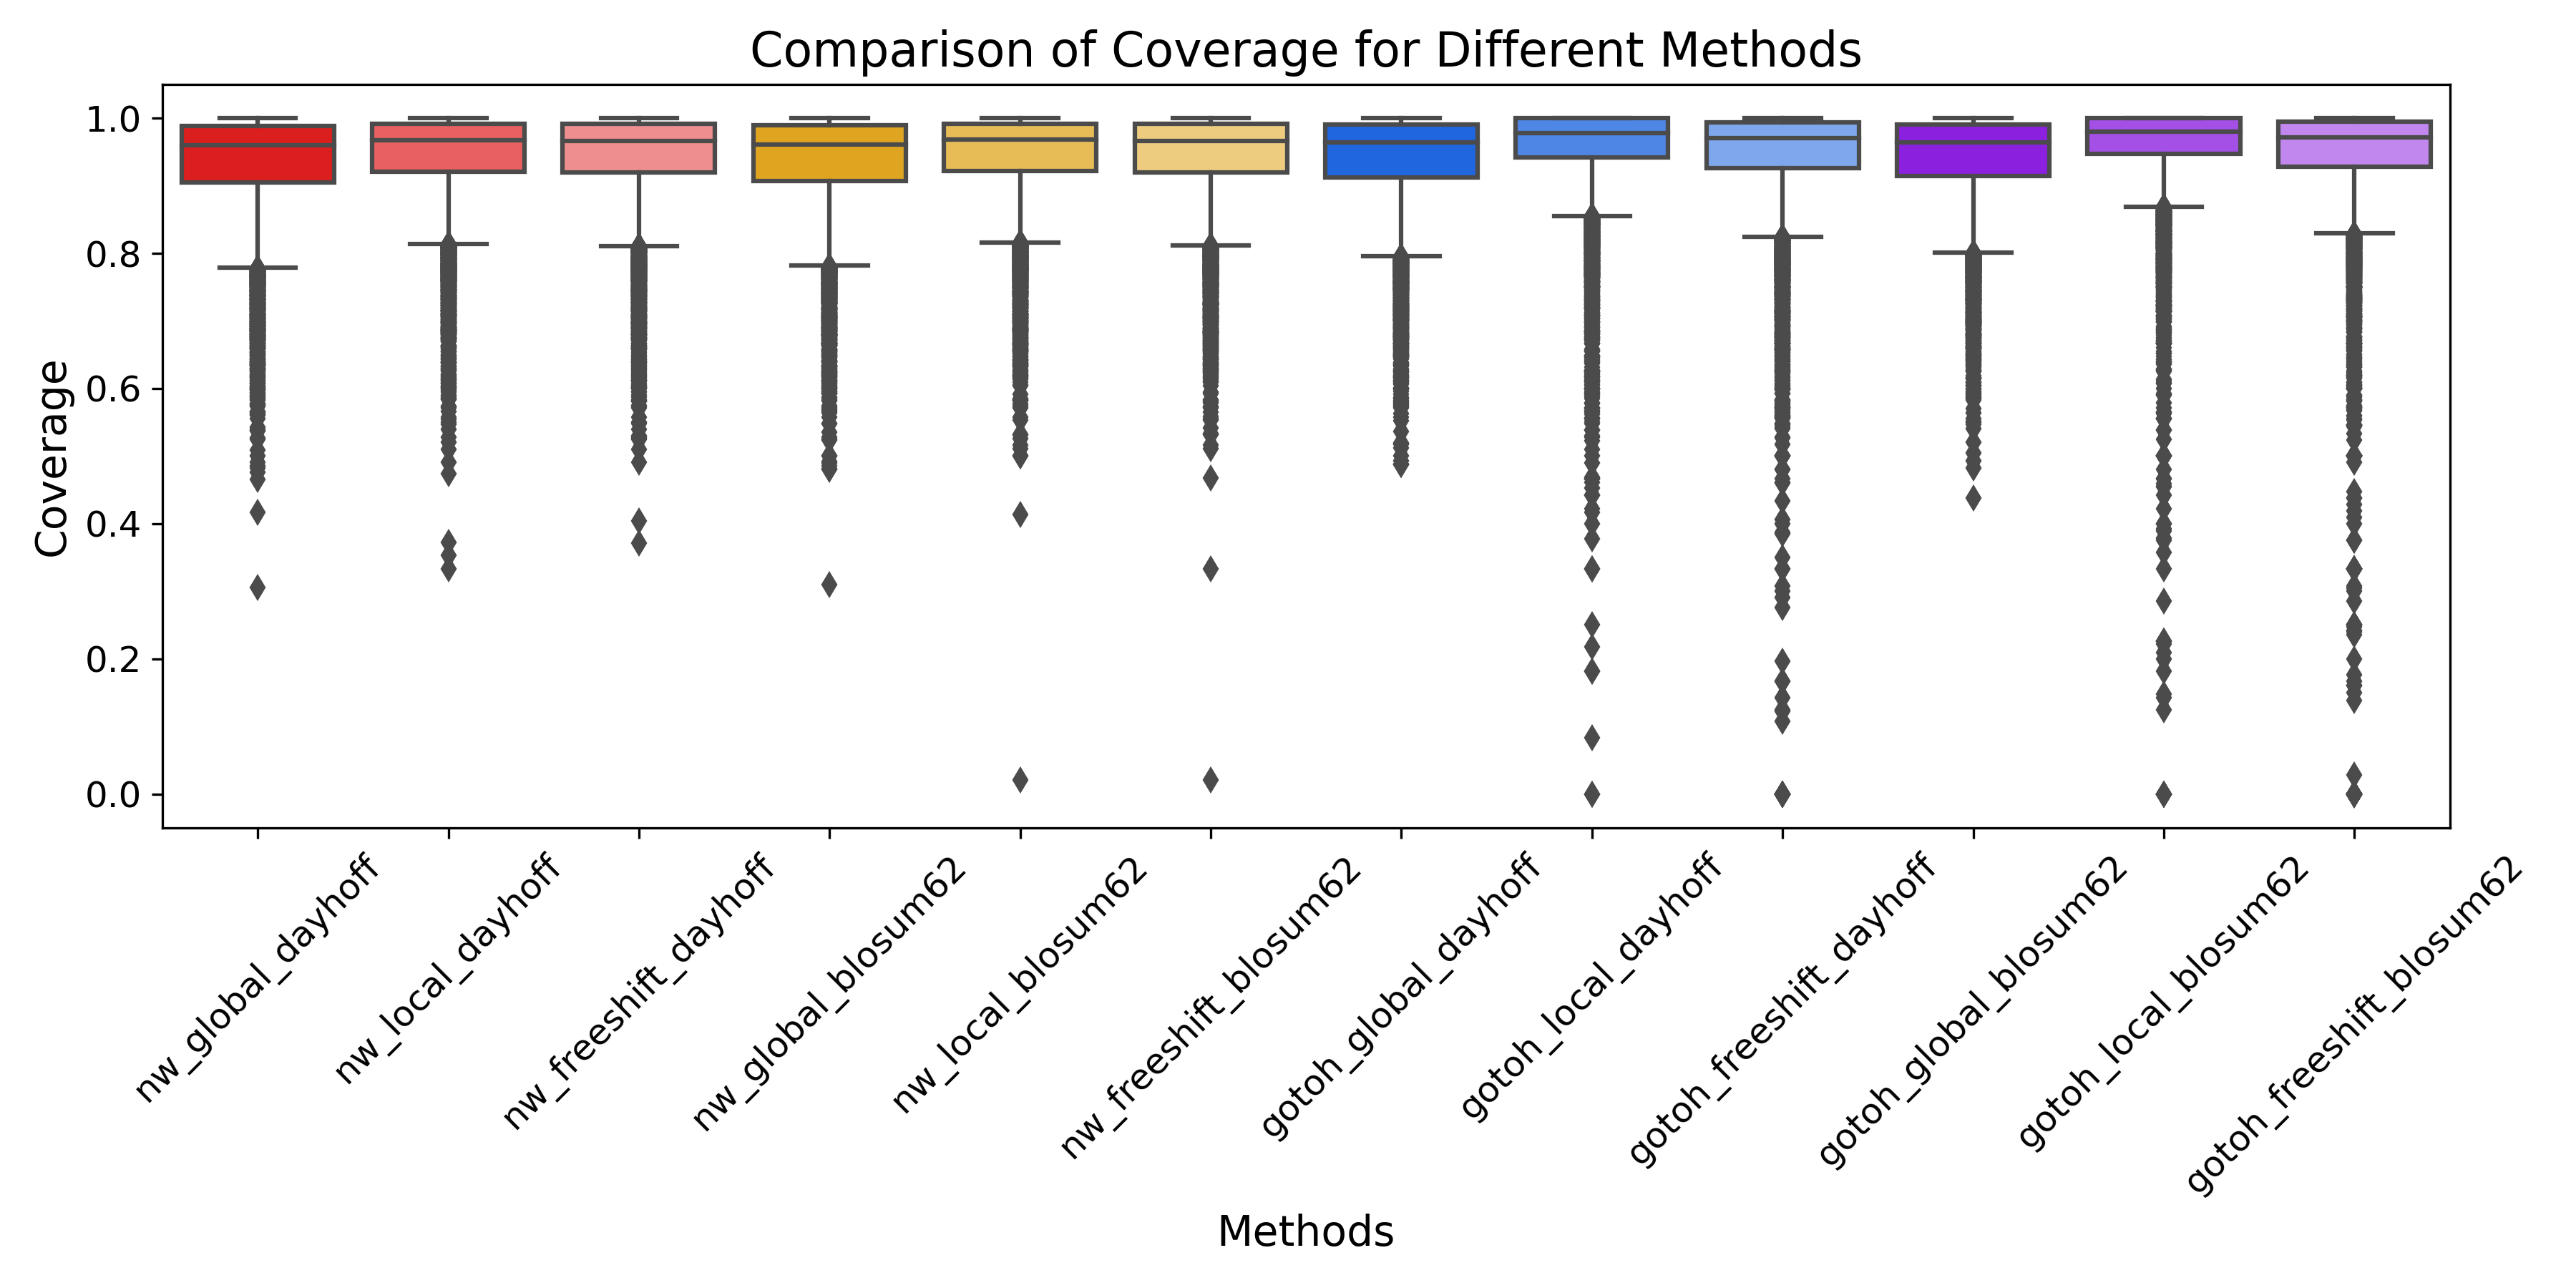 Comparison of Coverage for Different Methods
Coverage
1.0
0.8
0.6
0.4
0.2
0.0
nw_global_dayhoff
nw_local_dayhoff
nw_freeshift_dayhoff
nw_global_blosum62
nw_local_blosum62
nw_freeshift_blosum62
gotoh_global_dayhoff
gotoh_local_dayhoff
gotoh_freeshift_dayhoff
gotoh_global_blosum62
gotoh_local_blosum62
gotoh_freeshift_blosum62
Methods